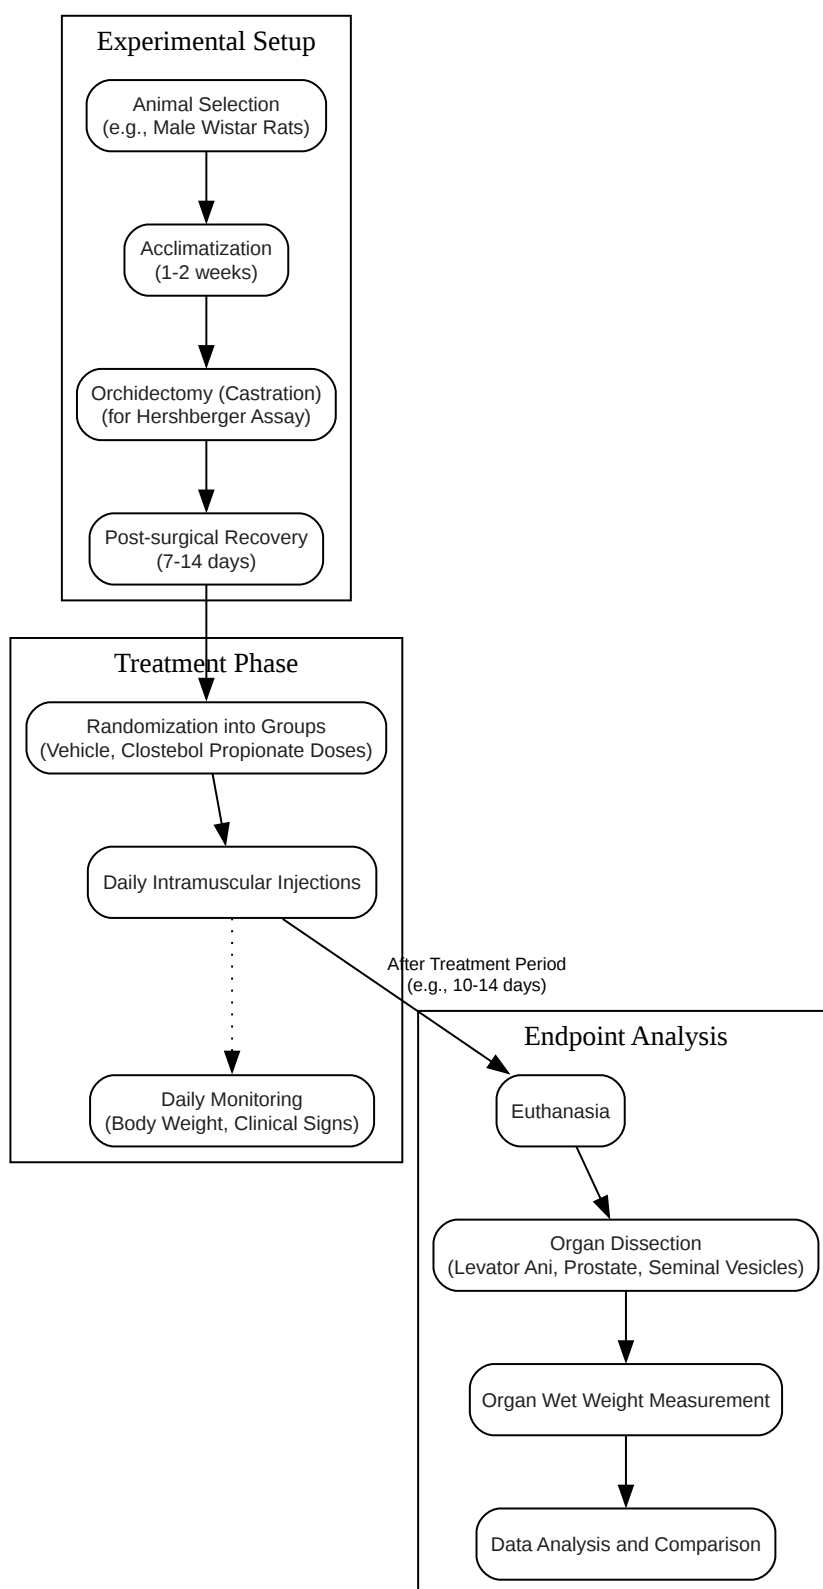 Experimental Setup
Animal Selection
(e.g., Male Wistar Rats)
Acclimatization
(1-2 weeks)
Orchidectomy (Castration)
(for Hershberger Assay)
Post-surgical Recovery
(7-14 days)
Treatment Phase
Randomization into Groups
(Vehicle, Clostebol Propionate Doses)
Daily Intramuscular Injections
After Treatment Period
(e.g., 10-14 days)
Daily Monitoring
(Body Weight, Clinical Signs)
Endpoint Analysis
Euthanasia
Organ Dissection
(Levator Ani, Prostate, Seminal Vesicles)
Organ Wet Weight Measurement
Data Analysis and Comparison